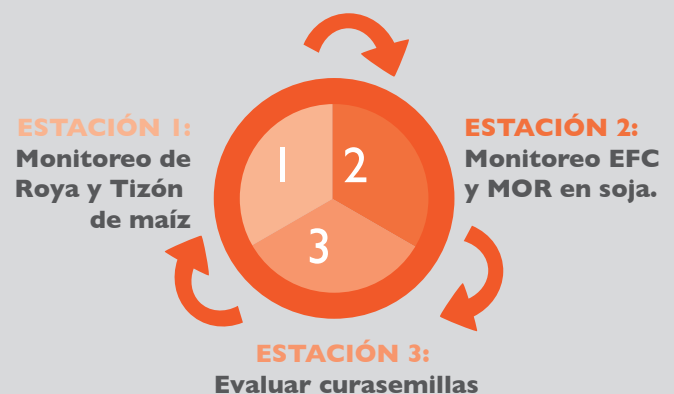 ESTACIÓN 1:
Monitoreo de
Roya y Tizón
de maíz
1
2
3
ESTACIÓN 2:
Monitoreo EFC
y MOR en soja.
ESTACIÓN 3:
Evaluar curasemillas